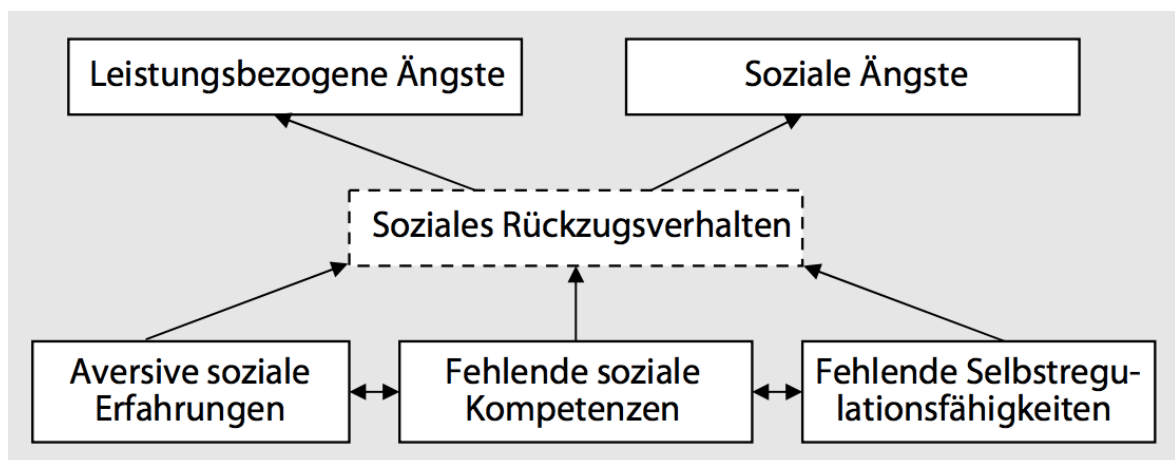 Leistungsbezogene Ängste
Soziale Ängste
Soziales Rückzugsverhalten
Aversive soziale
Erfahrungen
Fehlende soziale
Kompetenzen
Fehlende Selbstregu-
lationsfähigkeiten